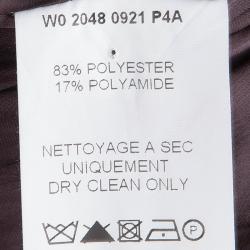 W0 2048 0921 P4A
83% POLYESTER
17% POLYAMIDE
NETTOYAGE A SEC
UNIQUEMENT
DRY CLEAN ONLY